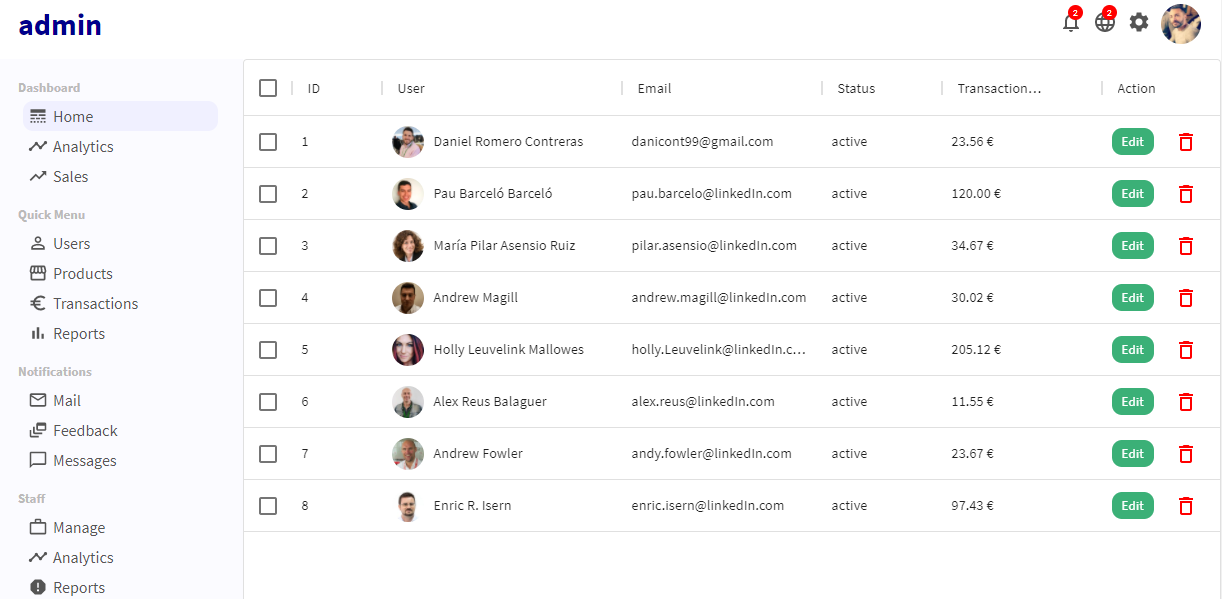 admin
2
2
Dashboard
Home
Analytics
Sales
Quick Menu
Users
Products
Transactions
Reports
Notifications
Mail
Feedback
Messages
Staff
Manage
Analytics
Reports
ID User Email Status Transaction... Action
1 Daniel Romero Contreras danicont99@gmail.com active 23.56 € Edit
2 Pau Barceló Barceló pau.barcelo@linkedIn.com active 120.00 € Edit
3 María Pilar Asensio Ruiz pilar.asensio@linkedIn.com active 34.67 € Edit
4 Andrew Magill andrew.magill@linkedIn.com active 30.02 € Edit
5 Holly Leuvelink Mallowes holly.Leuvelink@linkedIn.c... active 205.12 € Edit
6 Alex Reus Balaguer alex.reus@linkedIn.com active 11.55 € Edit
7 Andrew Fowler andy.fowler@linkedIn.com active 23.67 € Edit
8 Enric R. Isern enric.isern@linkedIn.com active 97.43 € Edit